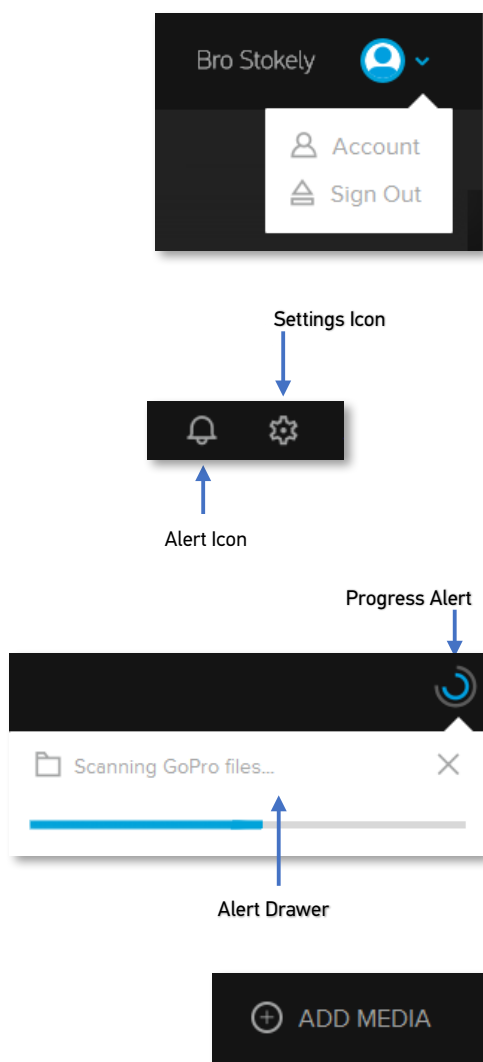 Bro Stokely
Account
Sign Out
Settings Icon
Alert Icon
Progress Alert
Scanning GoPro files...
Alert Drawer
ADD MEDIA